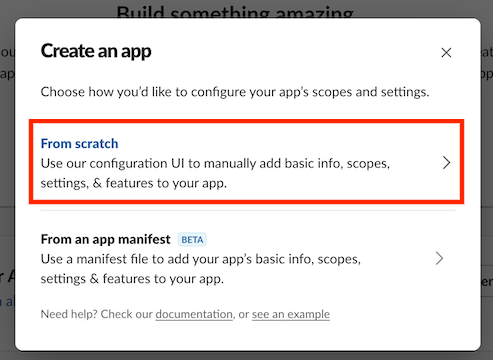 Build something amazing
Create an app
Choose how you'd like to configure your app's scopes and settings.
From scratch
Use our configuration UI to manually add basic info, scopes,
settings, & features to your app.
From an app manifest BETA
Use a manifest file to add your app's basic info, scopes,
settings & features to your app.
Need help? Check our documentation, or see an example